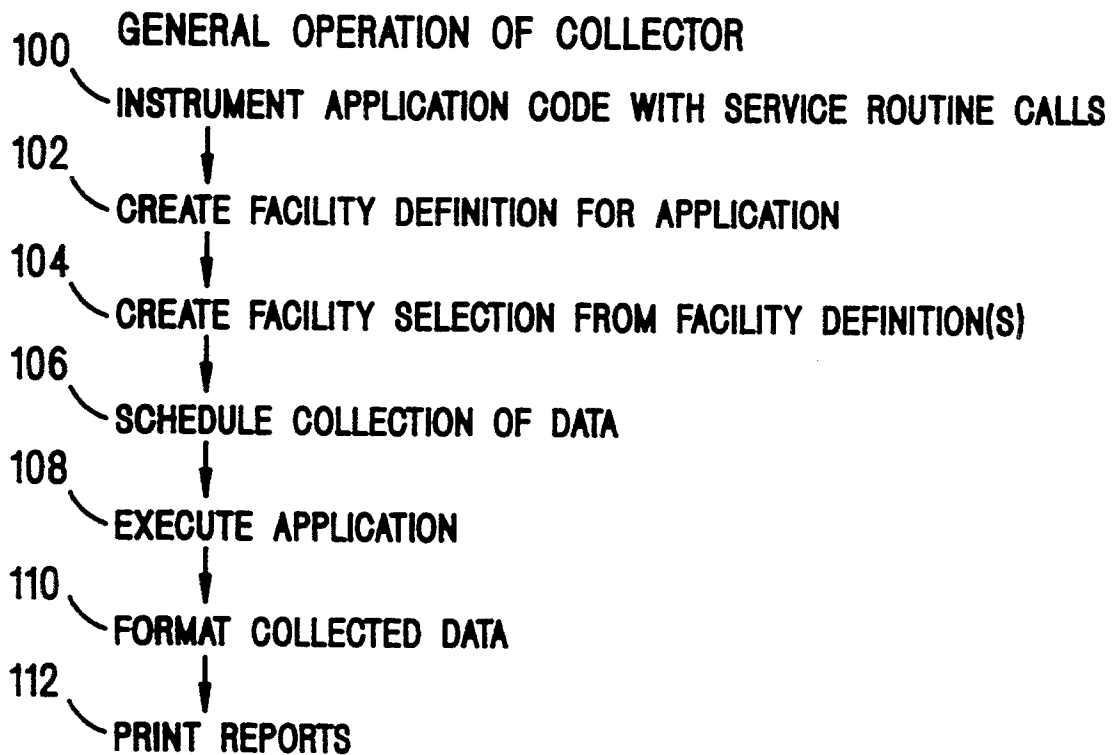 GENERAL OPERATION OF COLLECTOR
100
INSTRUMENT APPLICATION CODE WITH SERVICE ROUTINE CALLS
102
CREATE FACILITY DEFINITION FOR APPLICATION
104
CREATE FACILITY SELECTION FROM FACILITY DEFINITION(S)
106
SCHEDULE COLLECTION OF DATA
108
EXECUTE APPLICATION
110
FORMAT COLLECTED DATA
112
PRINT REPORTS